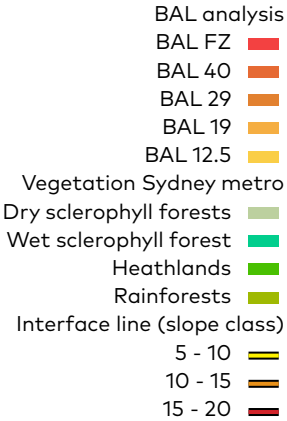 BAL analysis
BAL FZ
BAL 40
BAL 29
BAL 19
BAL 12.5
Vegetation Sydney metro
Dry sclerophyll forests
Wet sclerophyll forest
Heathlands
Rainforests
Interface line (slope class)
5 - 10
10 - 15
15 - 20